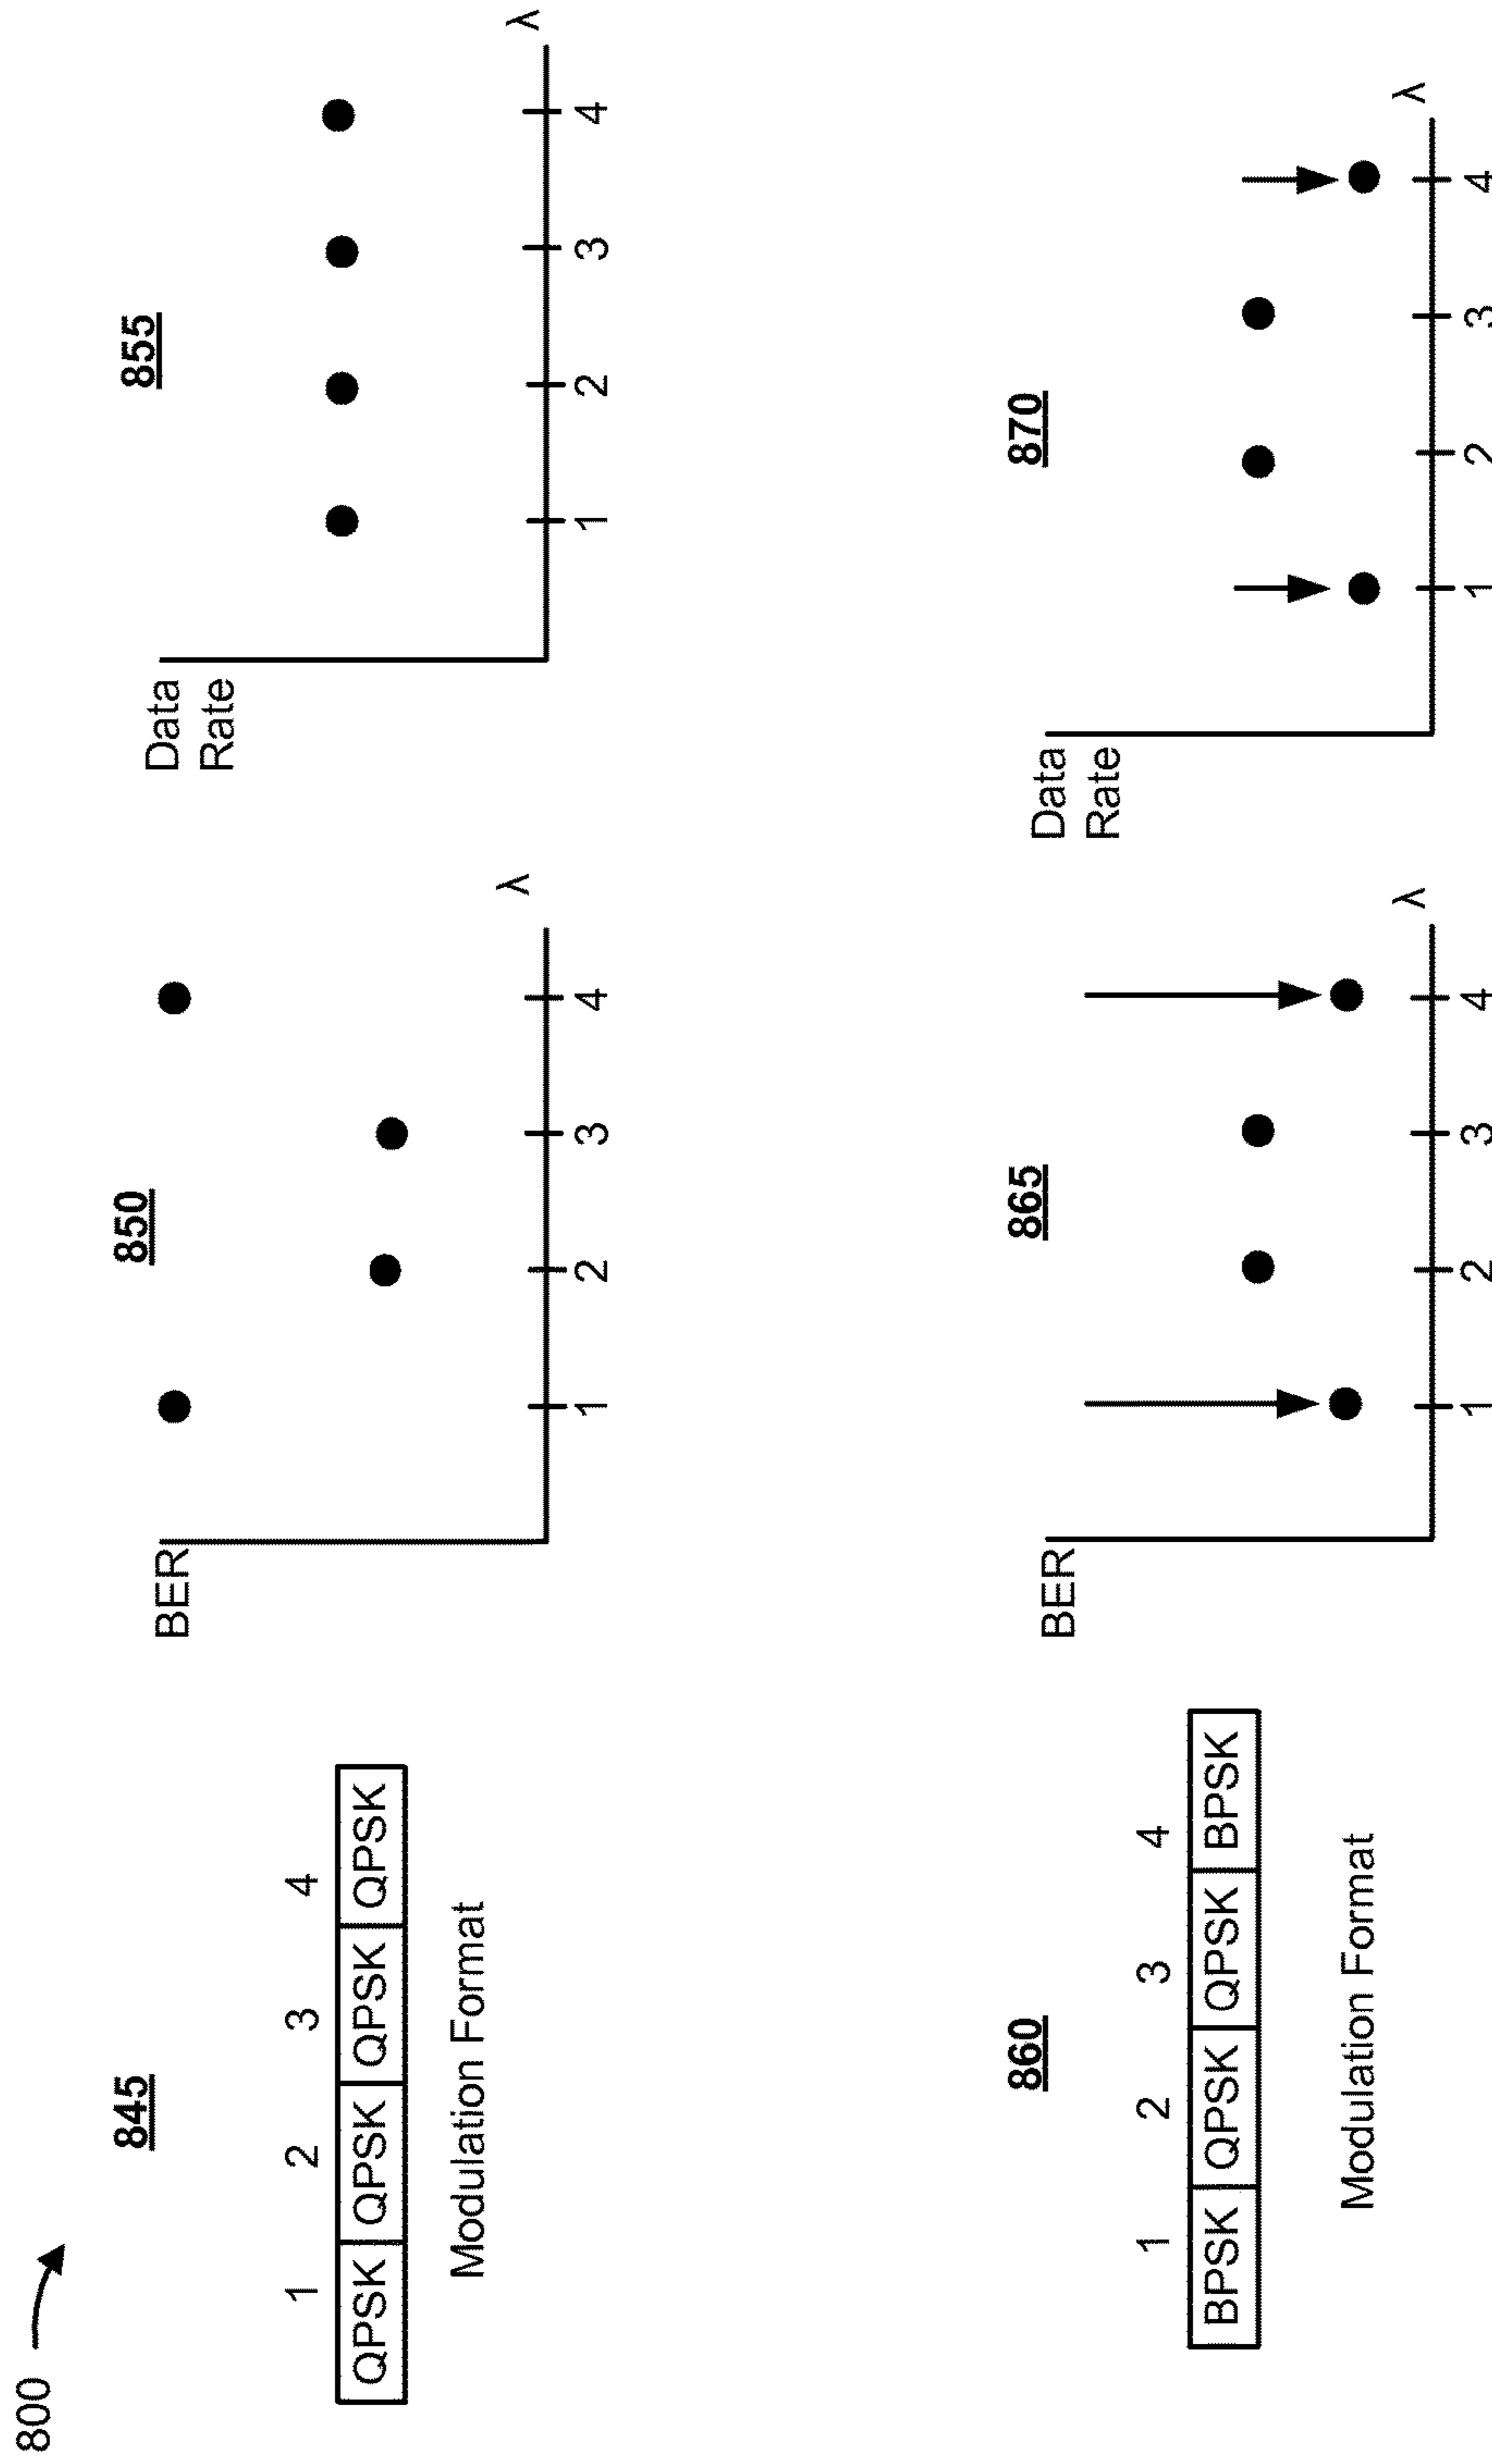 800
845
1 2 3 4
QPSK QPSK QPSK QPSK
Modulation Format
850
BER
1 2 3 4
λ
855
Data
Rate
1 2 3 4
λ
860
1 2 3 4
BPSK QPSK QPSK BPSK
Modulation Format
865
BER
1 2 3 4
λ
870
Data
Rate
1 2 3 4
λ